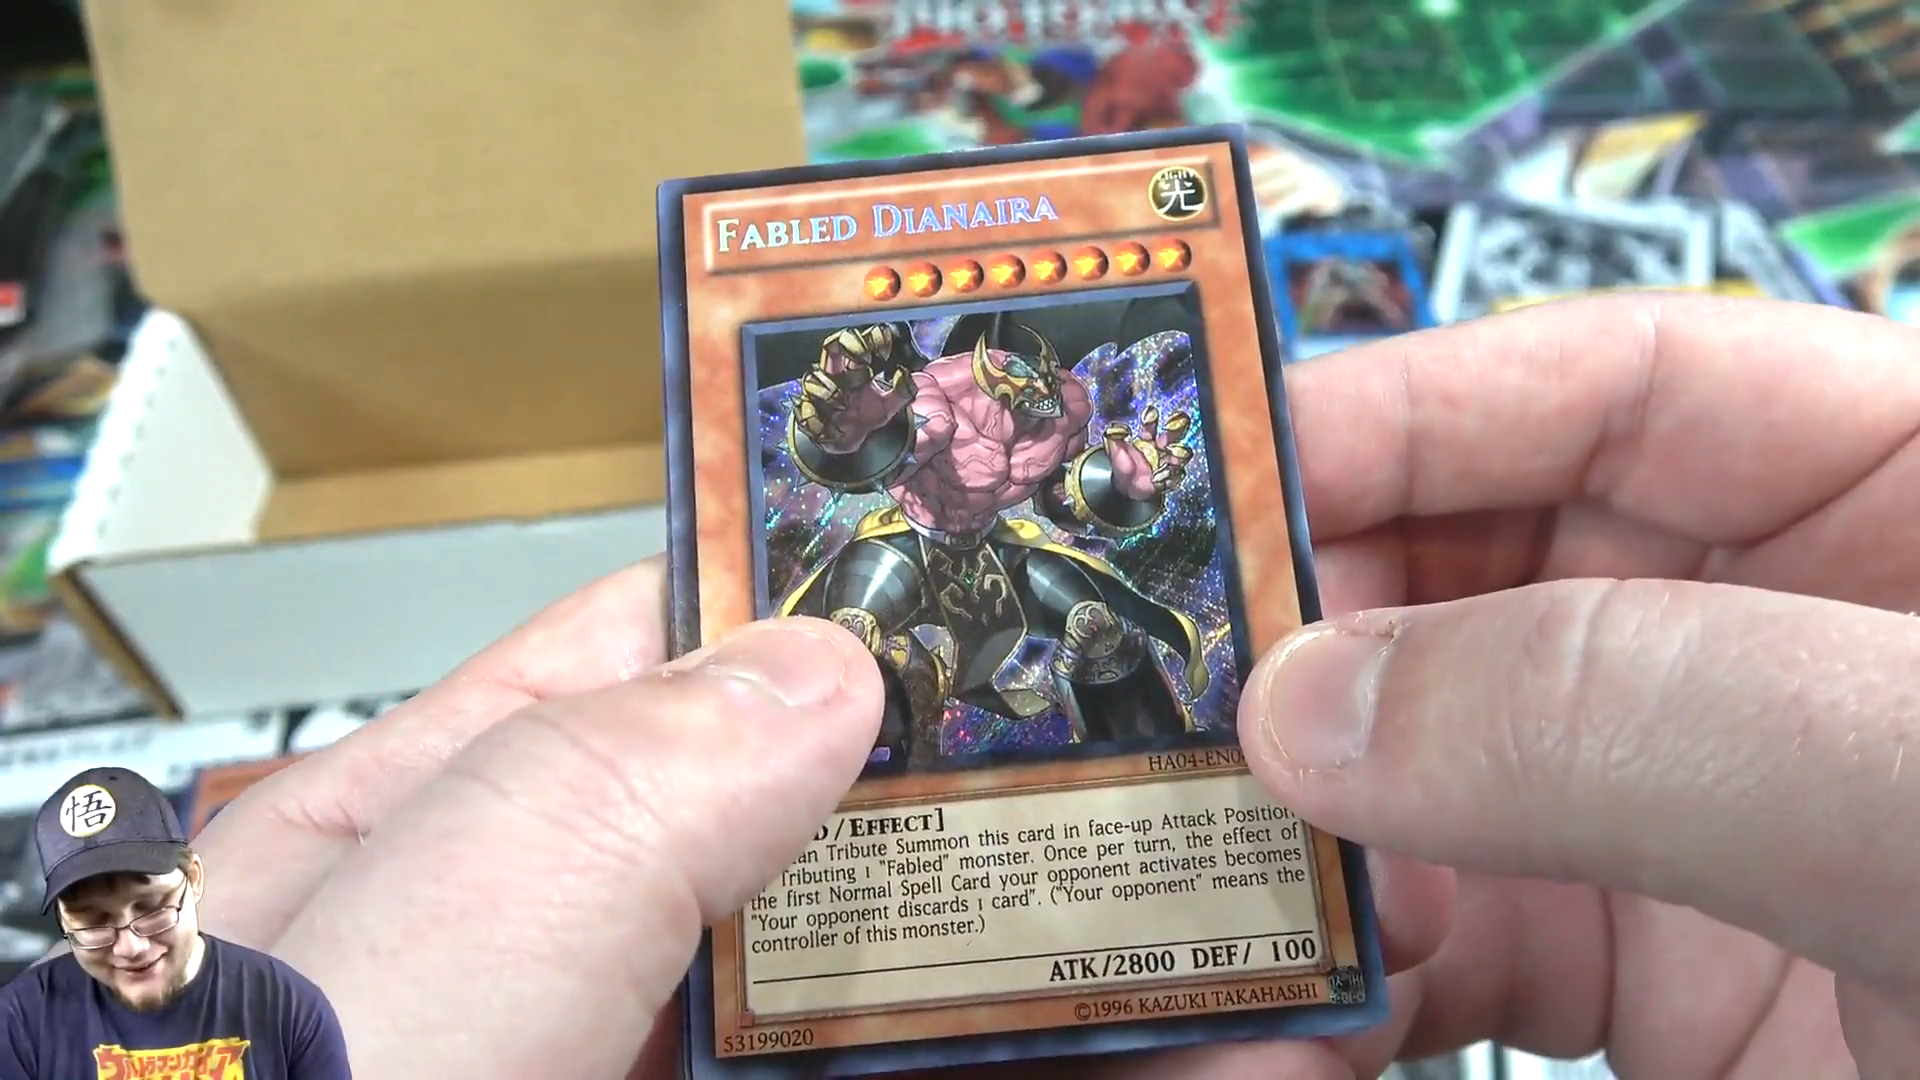 FABLED DIANAIRA
LIGHT
光
HA04-EN0
/EFFECT]
Tribute Summon this card in face-up Attack Position
Tributing 1 "Fabled" monster. Once per turn, the effect of
the first Normal Spell Card your opponent activates becomes
"Your opponent discards 1 card". ("Your opponent" means the
controller of this monster.)
ATK/2800 DEF/ 100
©1996 KAZUKI TAKAHASHI
53199020
悟